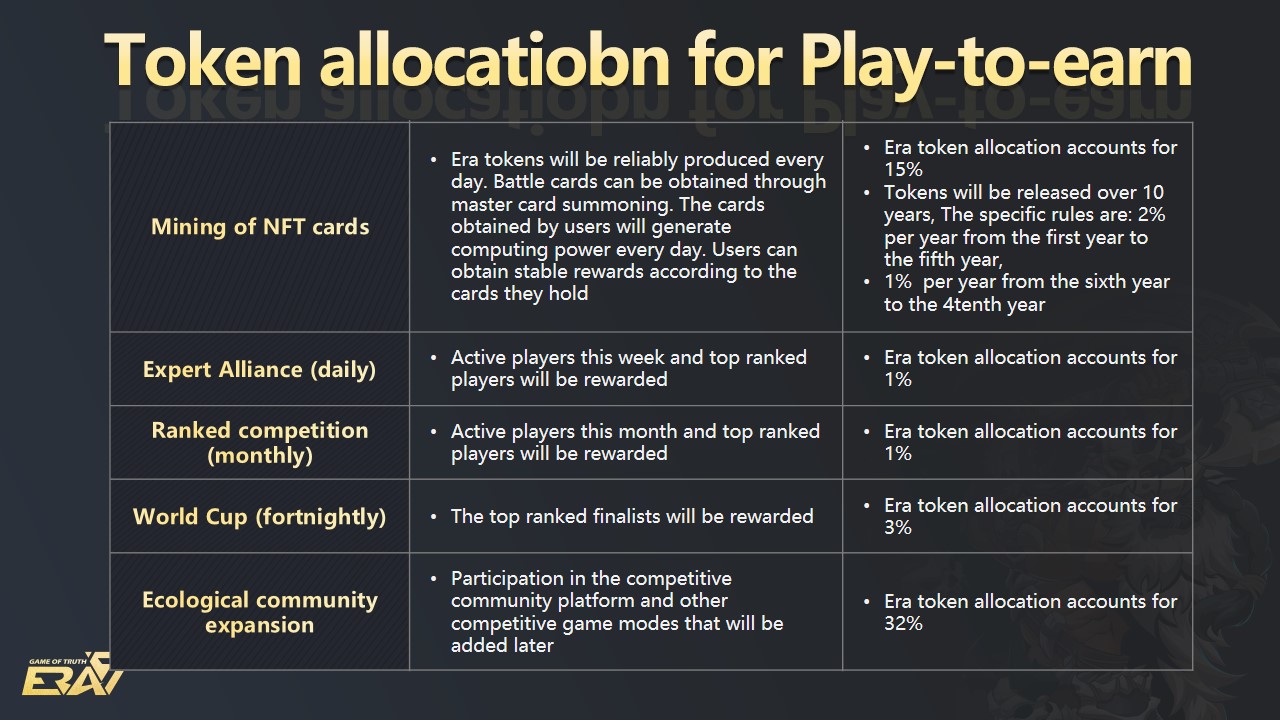 Token allocatiobn for Play-to-earn
Mining of NFT cards
• Era tokens will be reliably produced every
day. Battle cards can be obtained through
master card summoning. The cards
obtained by users will generate
computing power every day. Users can
obtain stable rewards according to the
cards they hold
• Era token allocation accounts for
15%
• Tokens will be released over 10
years, The specific rules are: 2%
per year from the first year to
the fifth year,
• 1%  per year from the sixth year
to the 4tenth year
Expert Alliance (daily)
• Active players this week and top ranked
players will be rewarded
• Era token allocation accounts for
1%
Ranked competition
(monthly)
• Active players this month and top ranked
players will be rewarded
• Era token allocation accounts for
1%
World Cup (fortnightly)
• The top ranked finalists will be rewarded
• Era token allocation accounts for
3%
Ecological community
expansion
• Participation in the competitive
community platform and other
competitive game modes that will be
added later
• Era token allocation accounts for
32%
GAME OF TRUTH
ERA